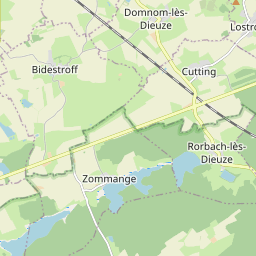 Domnom-lès-
Dieuze
Lostro
Bidestroff
Cutting
Rorbach-lès-
Dieuze
Zommange